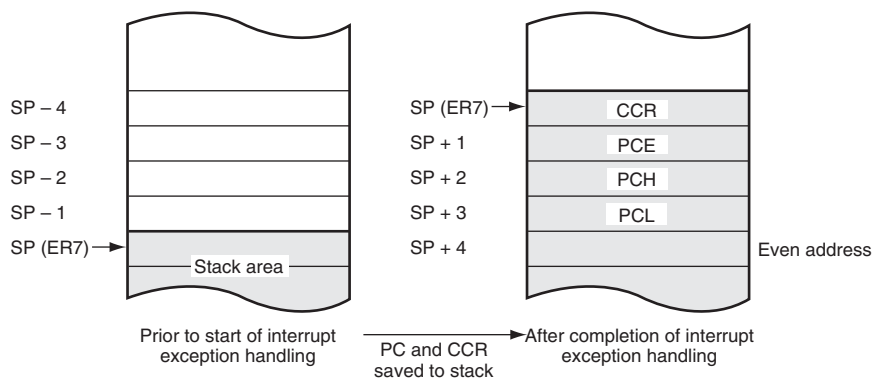 SP – 4
SP – 3
SP – 2
SP – 1
SP (ER7)
Stack area
SP (ER7)
SP + 1
SP + 2
SP + 3
SP + 4
CCR
PCE
PCH
PCL
Even address
Prior to start of interrupt
exception handling
PC and CCR
saved to stack
After completion of interrupt
exception handling